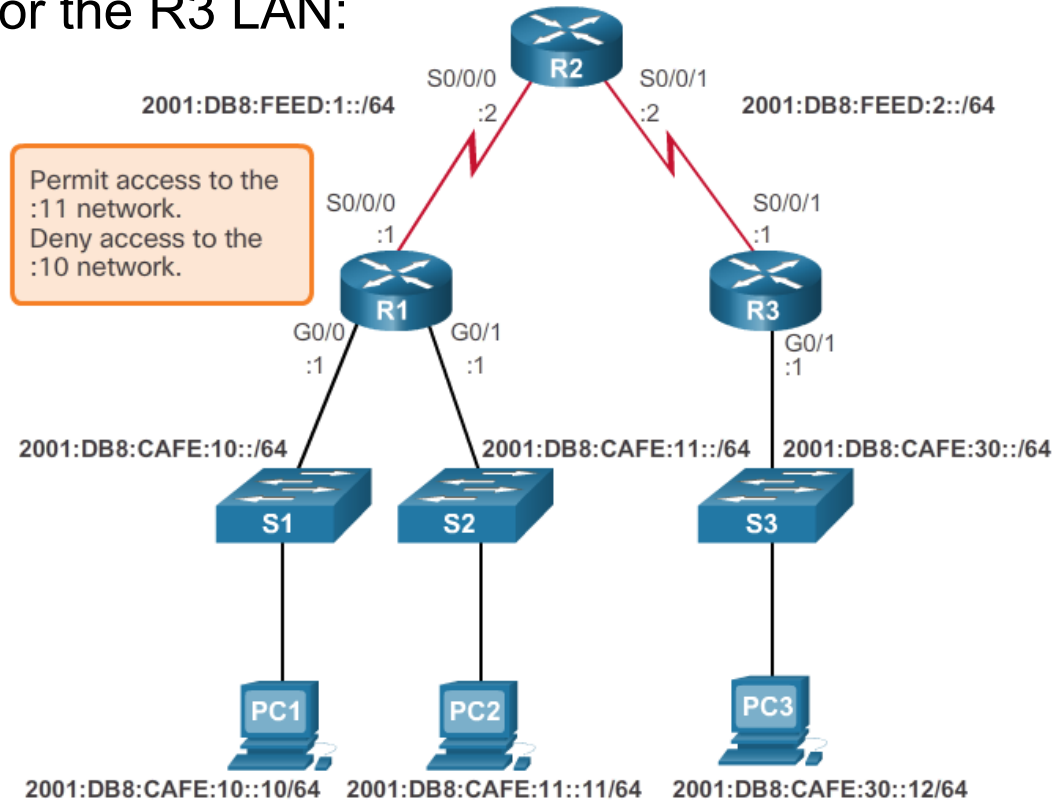 or the R3 LAN:
R2
S0/0/0
S0/0/1
2001:DB8:FEED:1::/64
:2
:2
2001:DB8:FEED:2::/64
Permit access to the
:11 network.
Deny access to the
:10 network.
S0/0/0
:1
S0/0/1
:1
R1
R3
G0/0
:1
G0/1
:1
G0/1
:1
2001:DB8:CAFE:10::/64
2001:DB8:CAFE:11::/64
2001:DB8:CAFE:30::/64
S1
S2
S3
PC1
PC2
PC3
2001:DB8:CAFE:10::10/64
2001:DB8:CAFE:11::11/64
2001:DB8:CAFE:30::12/64